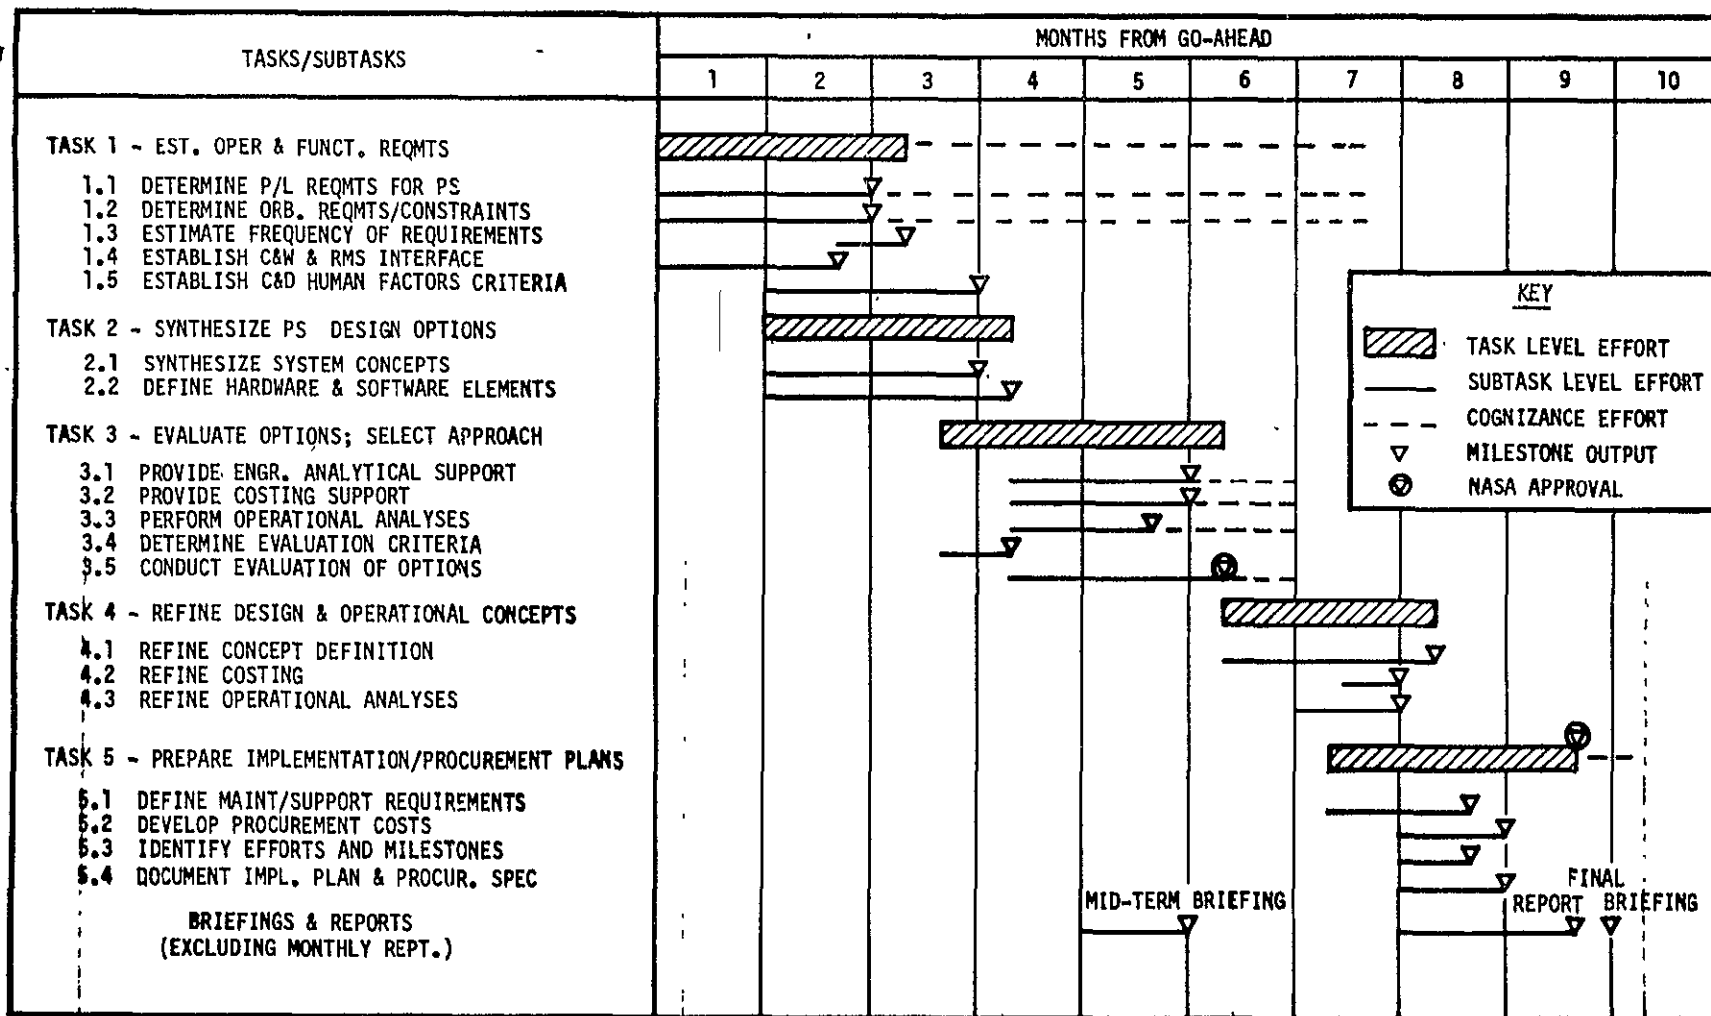 TASKS/SUBTASKS
MONTHS FROM GO-AHEAD
1 2 3 4 5 6 7 8 9 10
TASK 1 - EST. OPER & FUNCT. REQMTS
1.1 DETERMINE P/L REQMTS FOR PS
1.2 DETERMINE ORB. REQMTS/CONSTRAINTS
1.3 ESTIMATE FREQUENCY OF REQUIREMENTS
1.4 ESTABLISH C&W & RMS INTERFACE
1.5 ESTABLISH C&D HUMAN FACTORS CRITERIA
TASK 2 - SYNTHESIZE PS DESIGN OPTIONS
2.1 SYNTHESIZE SYSTEM CONCEPTS
2.2 DEFINE HARDWARE & SOFTWARE ELEMENTS
TASK 3 - EVALUATE OPTIONS; SELECT APPROACH
3.1 PROVIDE ENGR. ANALYTICAL SUPPORT
3.2 PROVIDE COSTING SUPPORT
3.3 PERFORM OPERATIONAL ANALYSES
3.4 DETERMINE EVALUATION CRITERIA
3.5 CONDUCT EVALUATION OF OPTIONS
TASK 4 - REFINE DESIGN & OPERATIONAL CONCEPTS
4.1 REFINE CONCEPT DEFINITION
4.2 REFINE COSTING
4.3 REFINE OPERATIONAL ANALYSES
TASK 5 - PREPARE IMPLEMENTATION/PROCUREMENT PLANS
5.1 DEFINE MAINT/SUPPORT REQUIREMENTS
5.2 DEVELOP PROCUREMENT COSTS
5.3 IDENTIFY EFFORTS AND MILESTONES
5.4 DOCUMENT IMPL. PLAN & PROCUR. SPEC
BRIEFINGS & REPORTS
(EXCLUDING MONTHLY REPT.)
MID-TERM BRIEFING
FINAL
REPORT BRIEFING
KEY
TASK LEVEL EFFORT
SUBTASK LEVEL EFFORT
COGNIZANCE EFFORT
MILESTONE OUTPUT
NASA APPROVAL